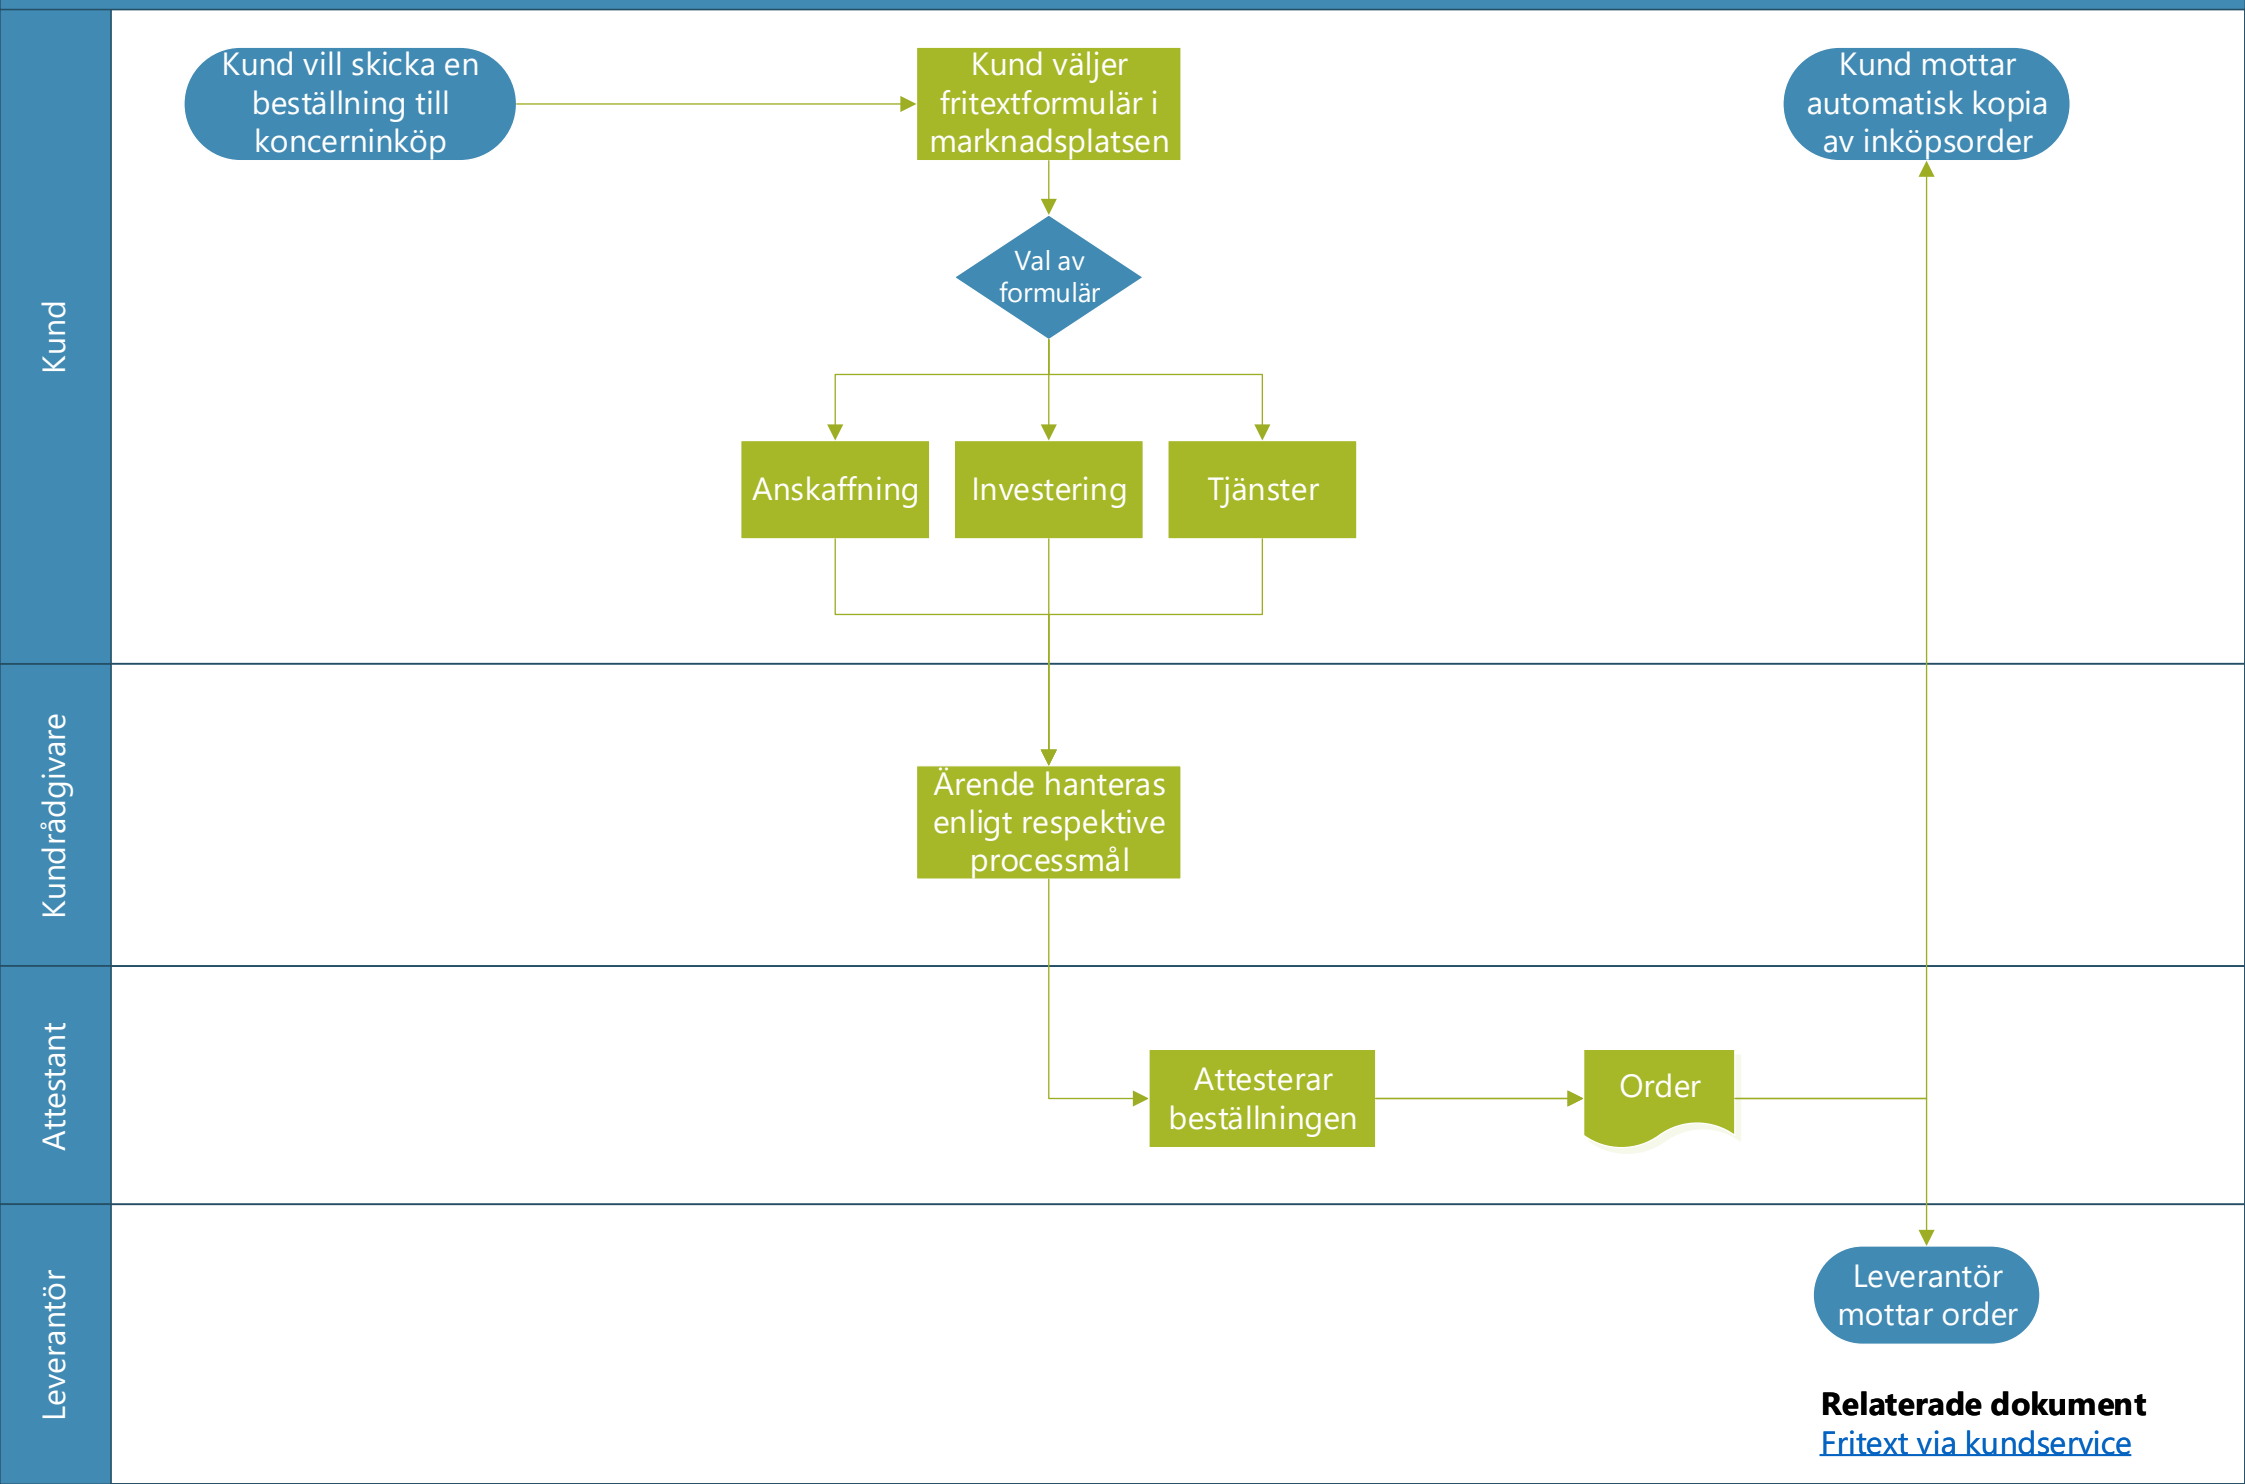 Kund
Kund vill skicka en
beställning till
koncerninköp
Kund väljer
fritextformulär i
marknadsplatsen
Kund mottar
automatisk kopia
av inköpsorder
Val av
formulär
Anskaffning
Investering
Tjänster
Kundrådgivare
Ärende hanteras
enligt respektive
processmål
Attestant
Attesterar
beställningen
Order
Leverantör
Leverantör
mottar order
Relaterade dokument
Fritext via kundservice